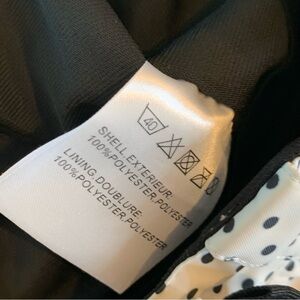 40
SHELL.EXTERIEUR:
100%POLYESTER.POLYESTER
LINING.DOUBLURE:
100%POLYESTER.POLYESTER